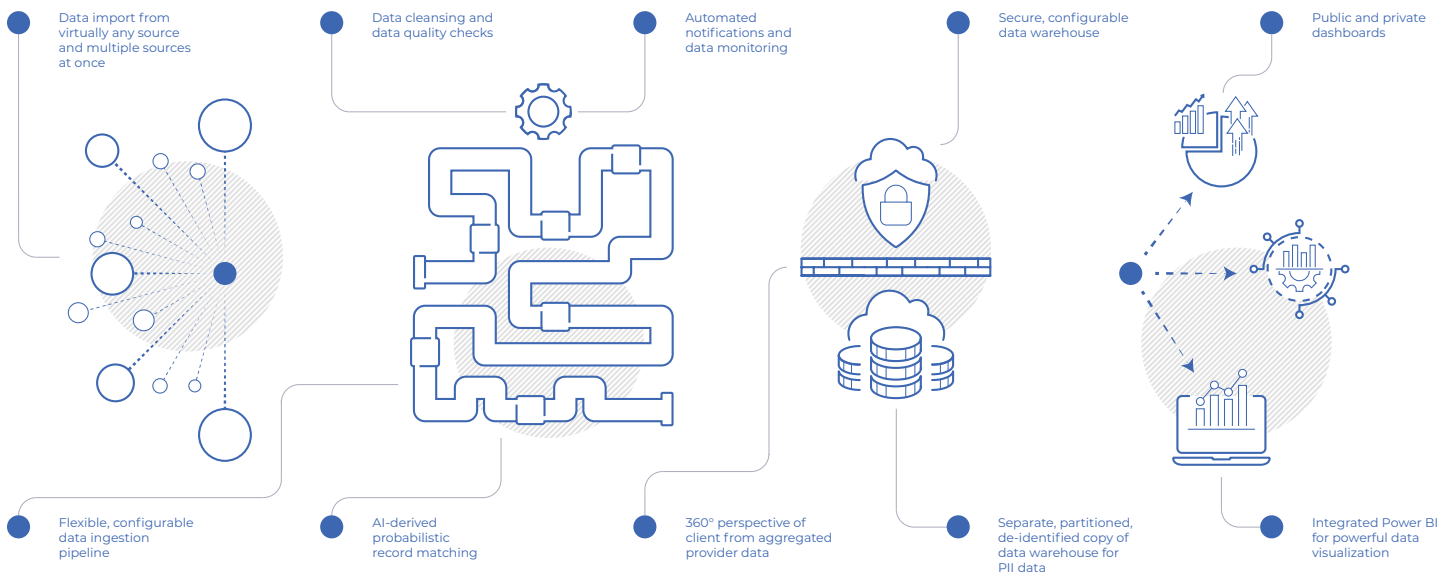 Data import from
virtually any source
and multiple sources
at once
Data cleansing and
data quality checks
Automated
notifications and
data monitoring
Secure, configurable
data warehouse
Public and private
dashboards
Flexible, configurable
data ingestion
pipeline
AI-derived
probabilistic
record matching
360° perspective of
client from aggregated
provider data
Separate, partitioned,
de-identified copy of
data warehouse for
PII data
Integrated Power BI
for powerful data
visualization